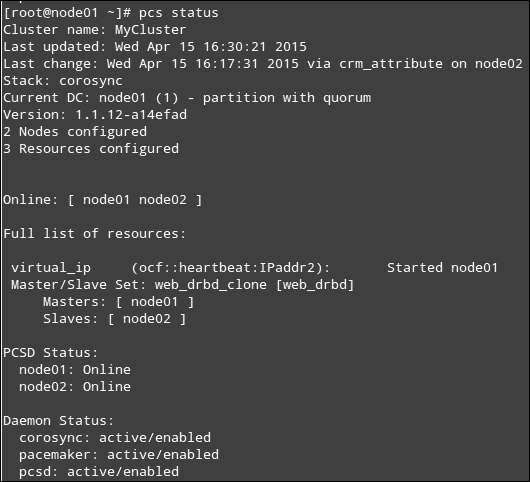 [root@node01 ~]# pcs status
Cluster name: MyCluster
Last updated: Wed Apr 15 16:30:21 2015
Last change: Wed Apr 15 16:17:31 2015 via crm_attribute on node02
Stack: corosync
Current DC: node01 (1) - partition with quorum
Version: 1.1.12-a14efad
2 Nodes configured
3 Resources configured
Online: [ node01 node02 ]
Full list of resources:
virtual_ip (ocf::heartbeat:IPaddr2): Started node01
Master/Slave Set: web_drbd_clone [web_drbd]
Masters: [ node01 ]
Slaves: [ node02 ]
PCSD Status:
node01: Online
node02: Online
Daemon Status:
corosync: active/enabled
pacemaker: active/enabled
pcsd: active/enabled